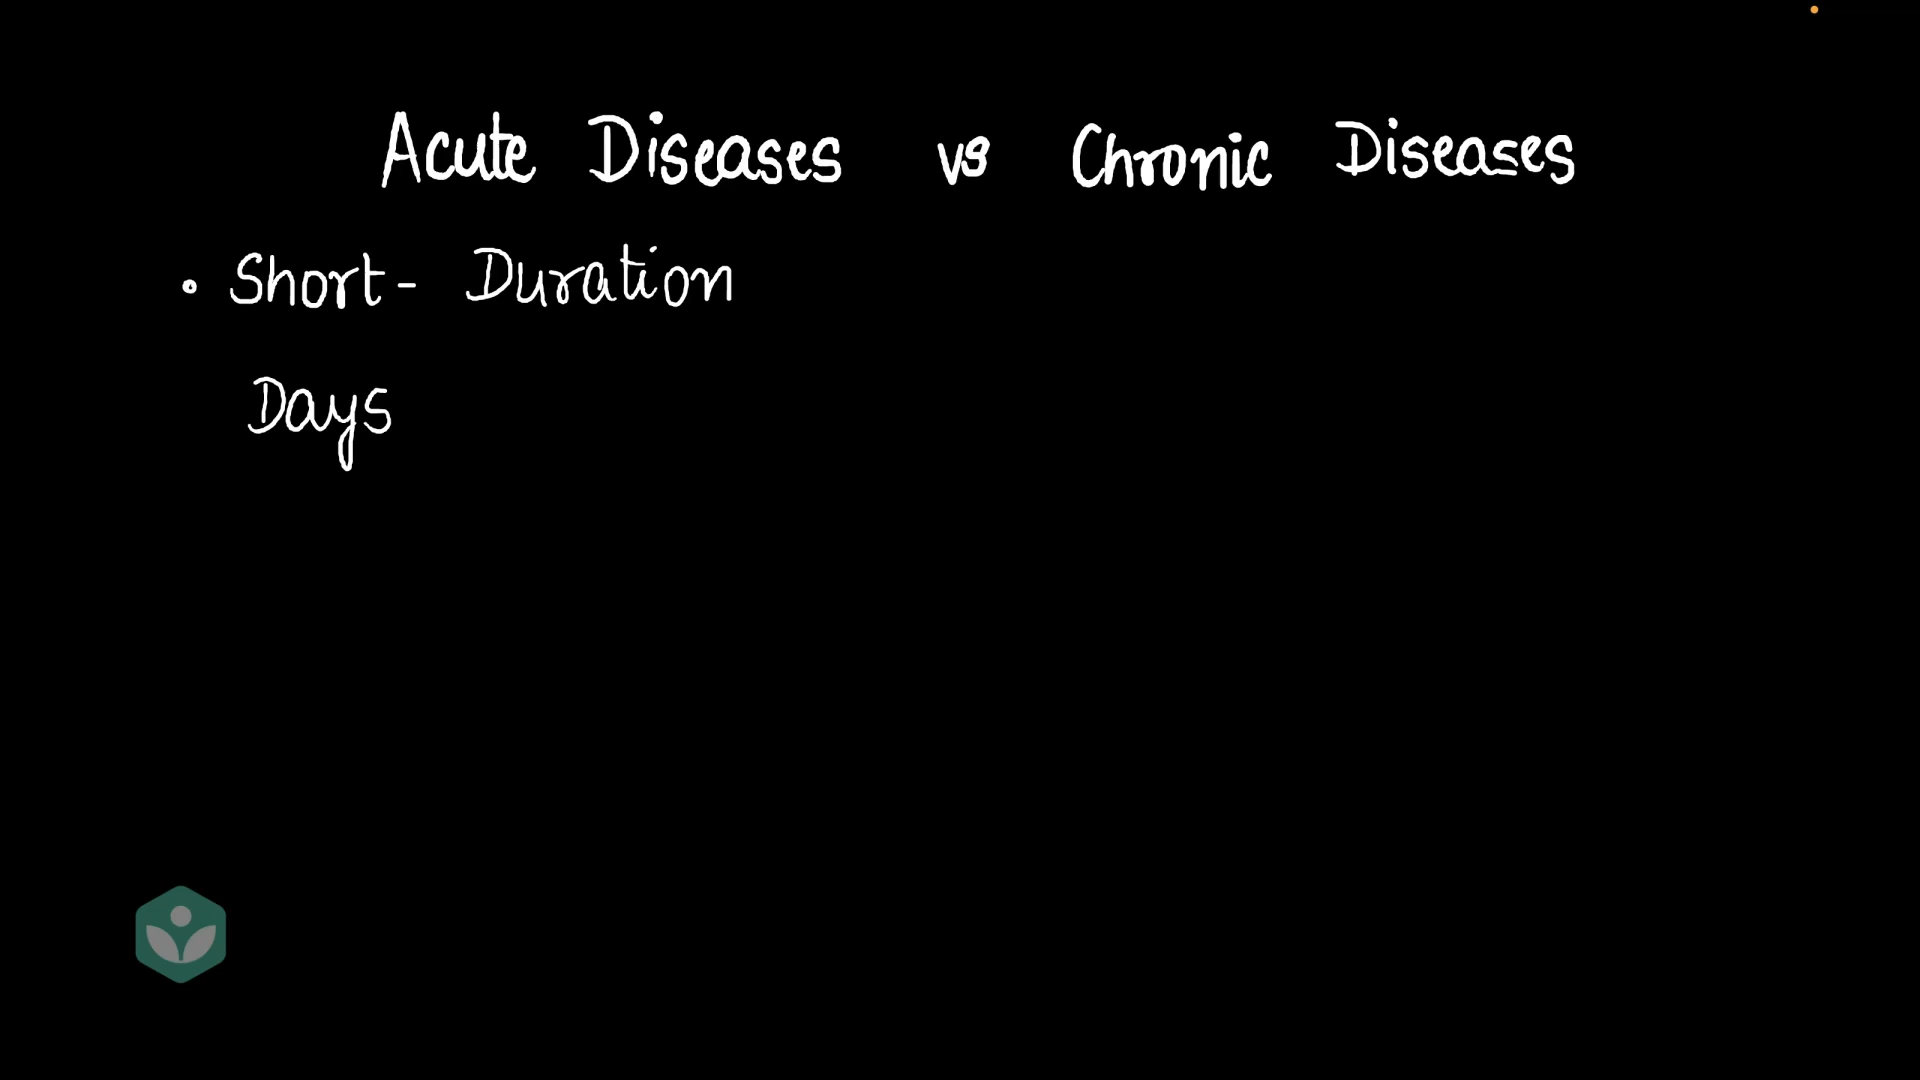 Acute Diseases vs Chronic Diseases
• Short- Duration
Days